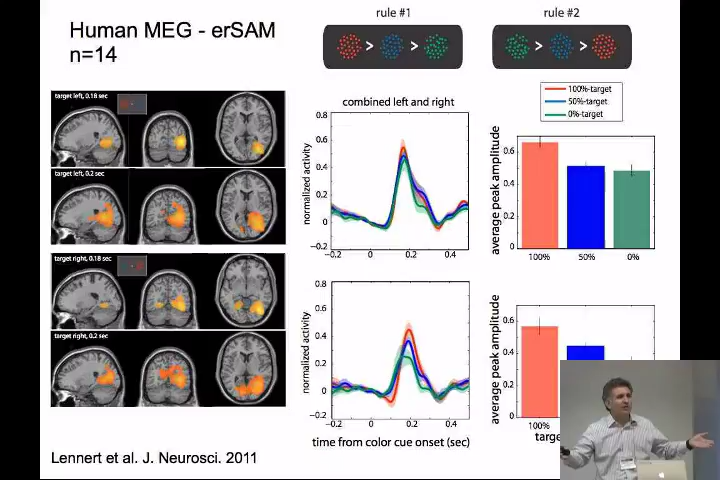 Human MEG - erSAM
n=14
rule #1
rule #2
> >
> >
100%-target
50%-target
0%-target
target left, 0.18 sec
target left, 0.2 sec
target right, 0.18 sec
target right, 0.2 sec
combined left and right
normalized activity
0.8
0.6
0.4
0.2
0
−0.2
−0.2 0 0.2 0.4
average peak amplitude
0.6
0.4
0.2
0
100% 50% 0%
normalized activity
0.8
0.6
0.4
0.2
0
−0.2
−0.2 0 0.2 0.4
time from color cue onset (sec)
average peak amplitude
0.6
0.4
0.2
0
100%
Lennert et al. J. Neurosci. 2011